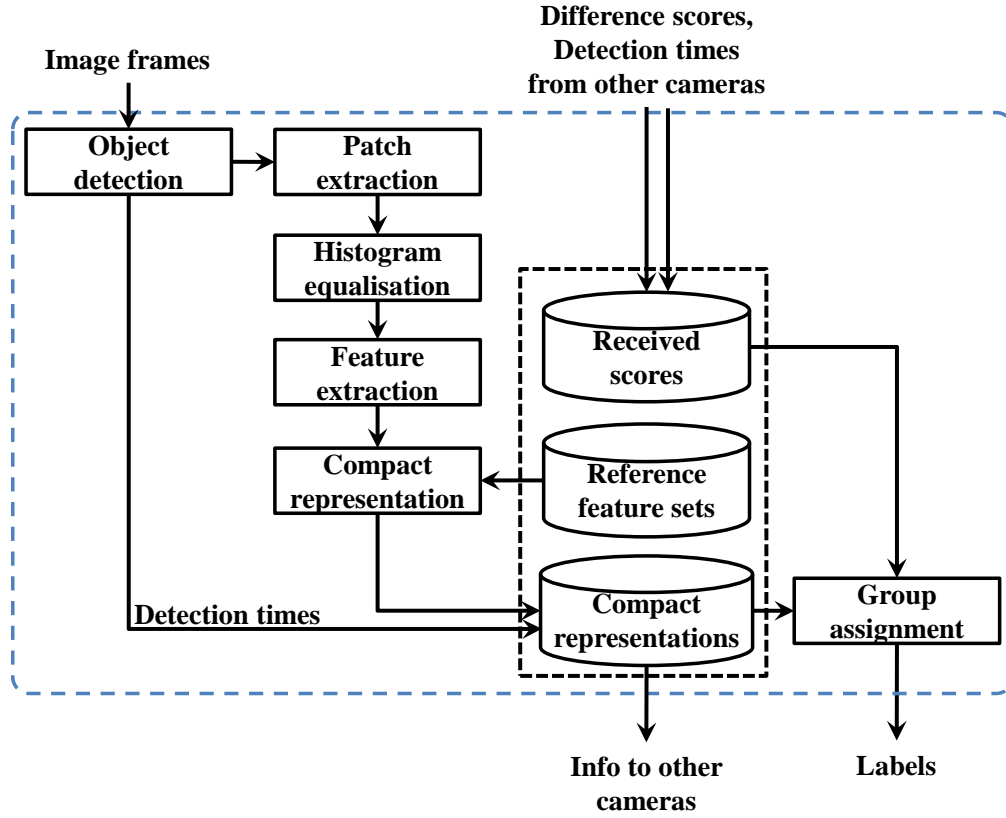 Difference scores,
Detection times
from other cameras
Image frames
Object
detection
Patch
extraction
Histogram
equalisation
Feature
extraction
Compact
representation
Received
scores
Reference
feature sets
Compact
representations
Detection times
Group
assignment
Info to other
cameras
Labels